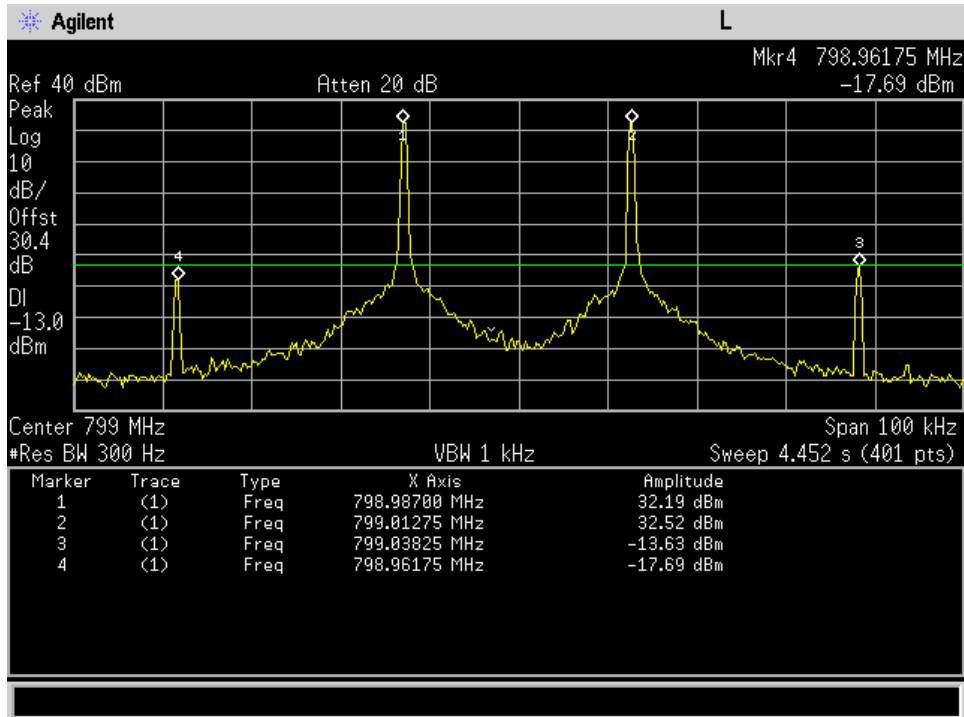 Agilent L
Mkr4 798.96175 MHz
Ref 40 dBm Atten 20 dB -17.69 dBm
Peak
Log
10
dB/
Offst
30.4
dB
DI
-13.0
dBm
1
2
3
4
Center 799 MHz Span 100 kHz
#Res BW 300 Hz VBW 1 kHz Sweep 4.452 s (401 pts)
Marker Trace Type X Axis Amplitude
1 (1) Freq 798.98700 MHz 32.19 dBm
2 (1) Freq 799.01275 MHz 32.52 dBm
3 (1) Freq 799.03825 MHz -13.63 dBm
4 (1) Freq 798.96175 MHz -17.69 dBm